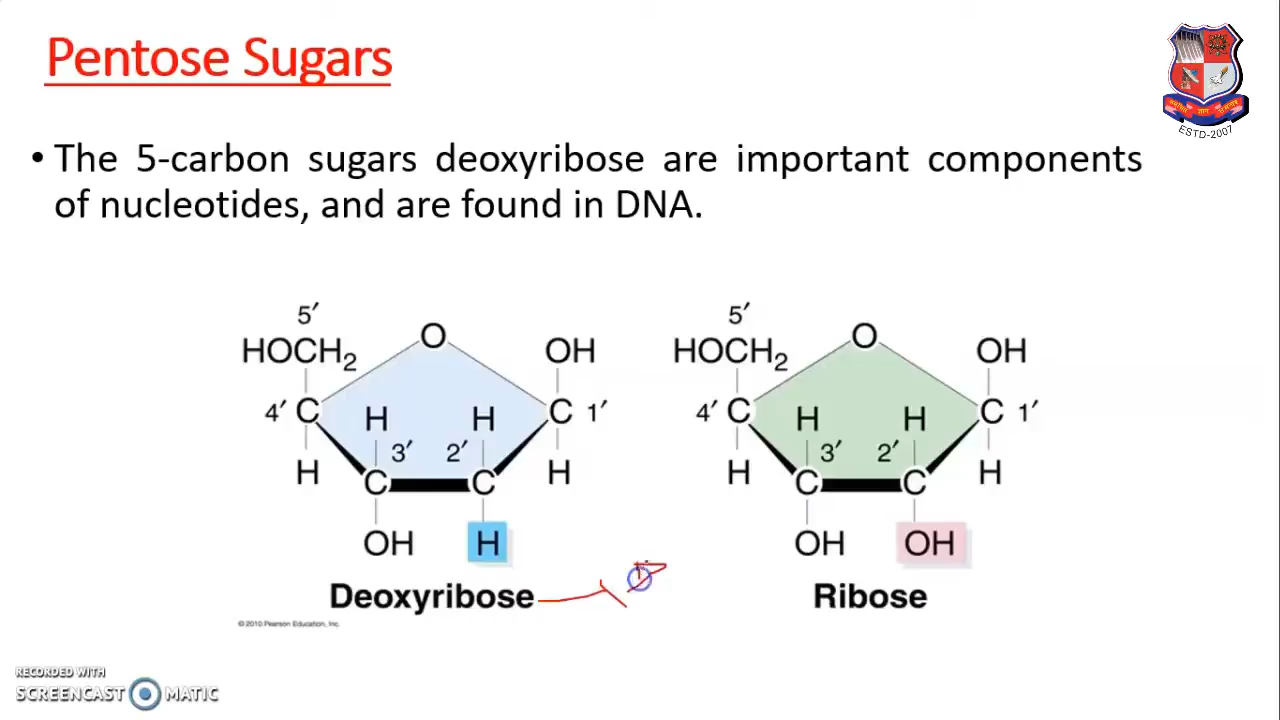 Pentose Sugars
ESTD-2007
• The 5-carbon sugars deoxyribose are important components
of nucleotides, and are found in DNA.
5′ 5′
HOCH2 O OH HOCH2 O OH
4′ C H H C 1′ 4′ C H H C 1′
3′ 2′ 3′ 2′
H C C H H C C H
OH H OH OH
Deoxyribose Ribose
© 2010 Pearson Education, Inc.
RECORDED WITH
SCREENCAST MATIC